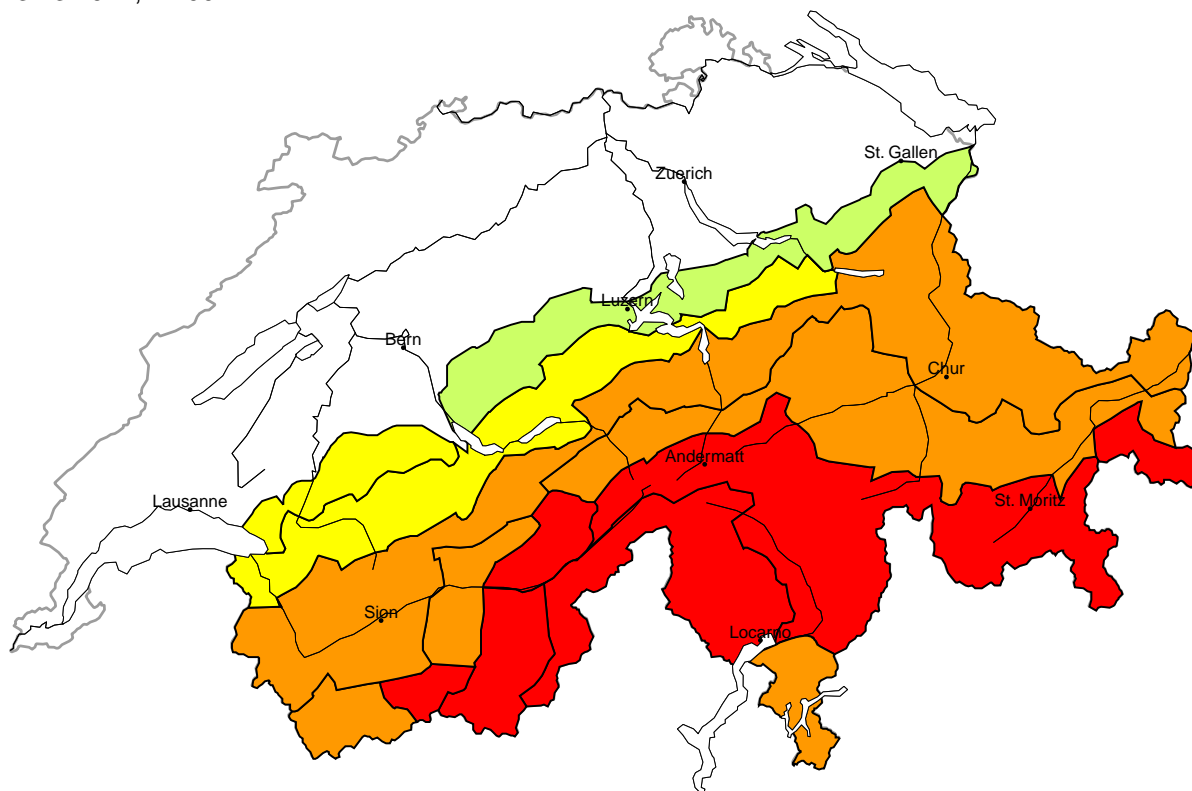 St. Gallen
Zuerich
Luzern
Bern
Chur
Andermatt
Lausanne
St. Moritz
Sion
Locarno